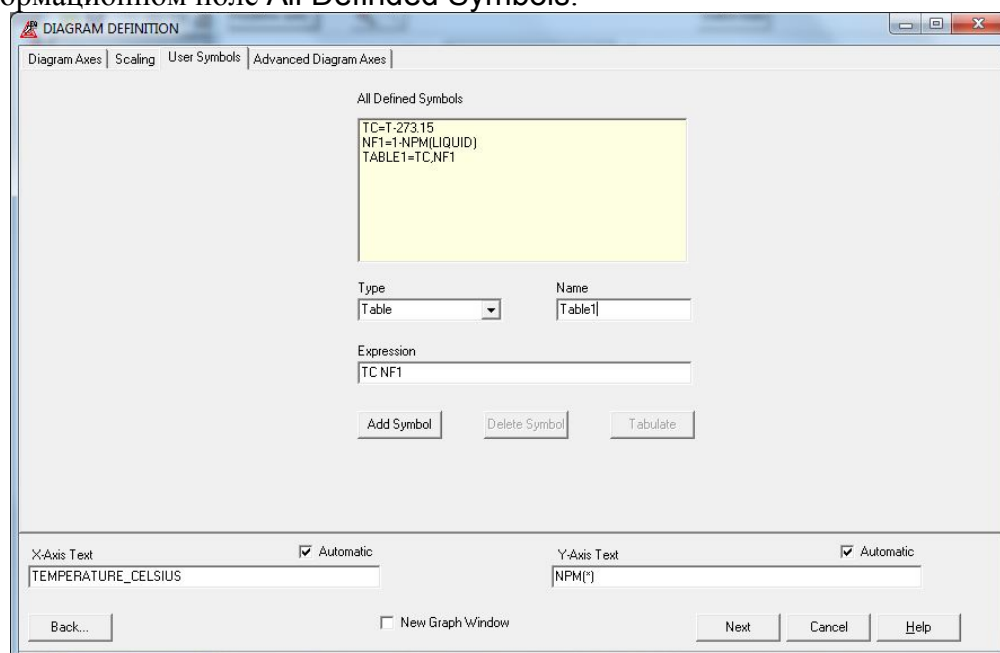 ормационном поле All Definded Symbols.
DIAGRAM DEFINITION
Diagram Axes Scaling User Symbols Advanced Diagram Axes
All Defined Symbols
TC=T-273.15
NF1=1-NPM(LIQUID)
TABLE1=TC,NF1
Type Name
Table Table1
Expression
TC NF1
Add Symbol Delete Symbol Tabulate
X-Axis Text Automatic Y-Axis Text Automatic
TEMPERATURE_CELSIUS NPM(*)
Back... New Graph Window Next Cancel Help